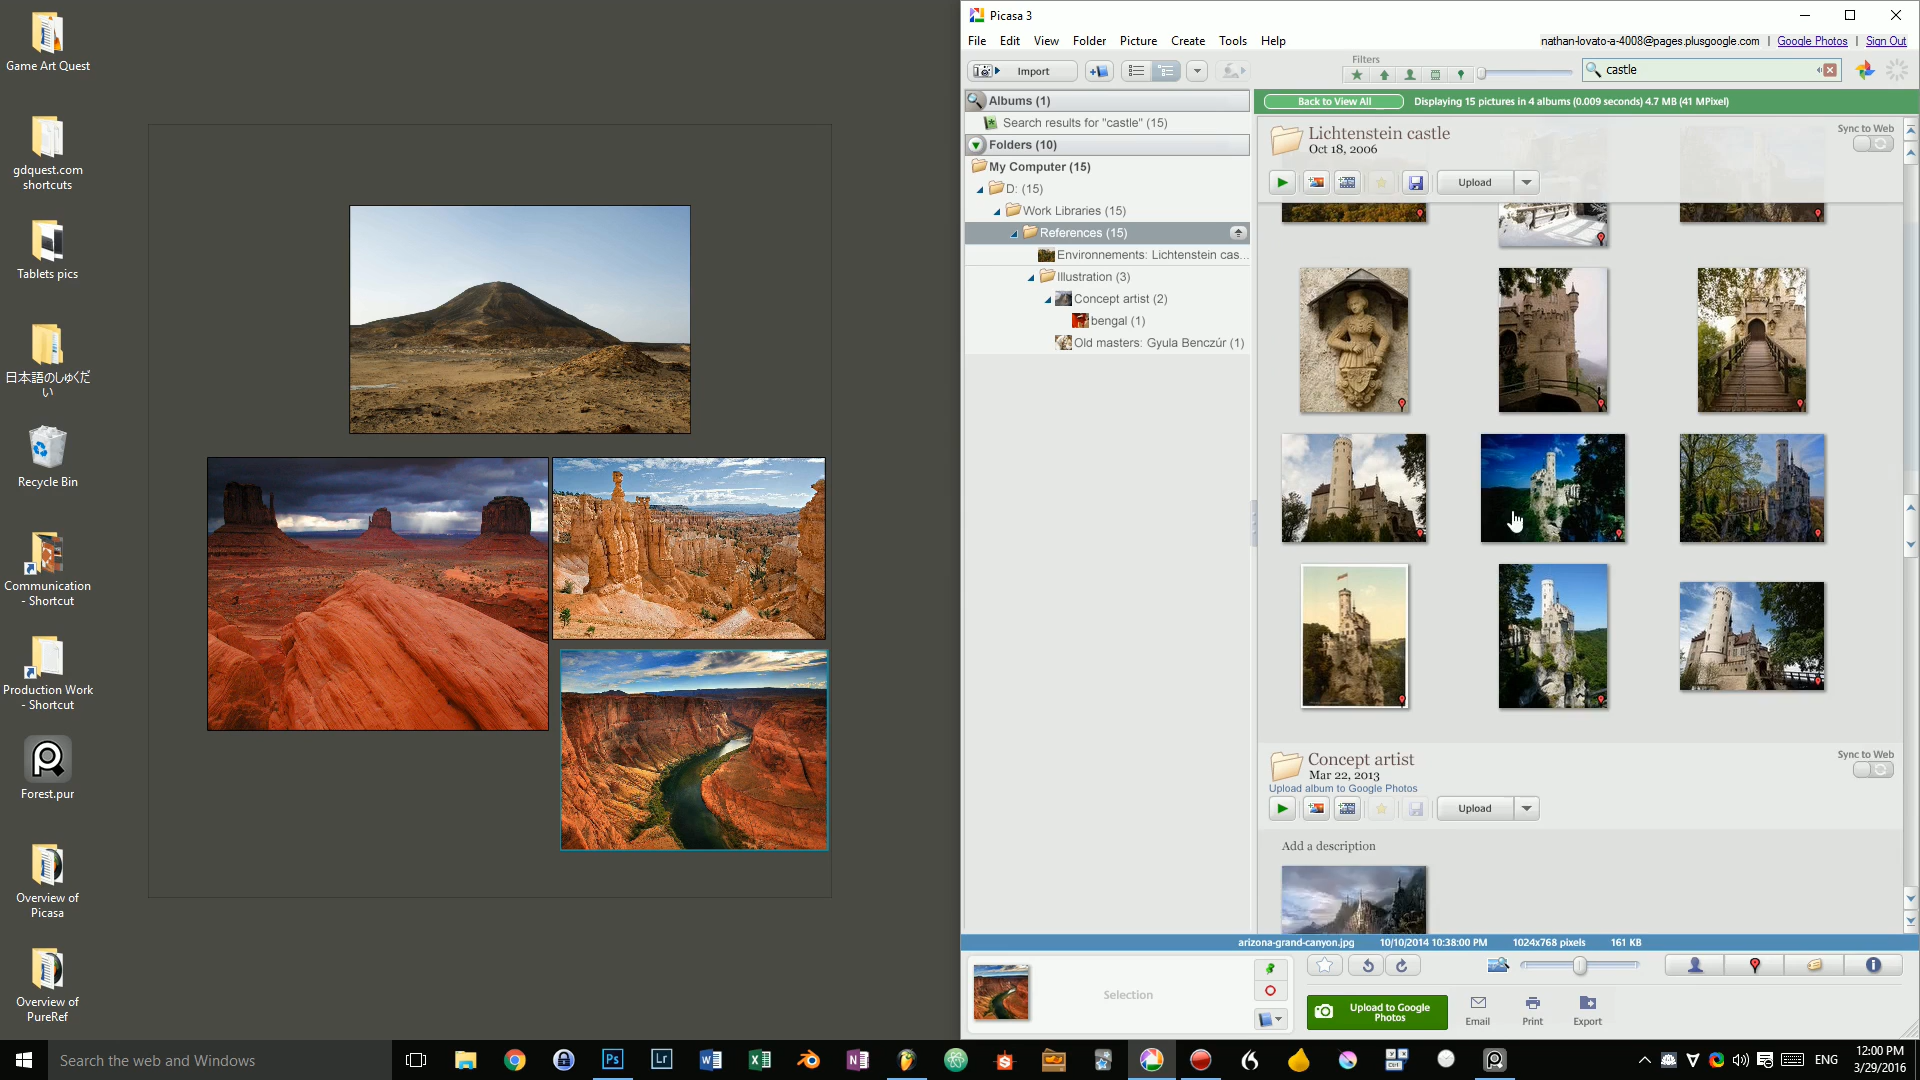 Game Art Quest
gdquest.com
shortcuts
Tablets pics
日本語のしゅくだ
い
Recycle Bin
Communication
- Shortcut
Production Work
- Shortcut
Forest.pur
Overview of
Picasa
Overview of
PureRef
Picasa 3
File Edit View Folder Picture Create Tools Help
nathan-lovato-a-4008@pages.plusgoogle.com | Google Photos | Sign Out
Import
Filters
castle
Albums (1)
Search results for "castle" (15)
Folders (10)
My Computer (15)
D: (15)
Work Libraries (15)
References (15)
Environnements: Lichtenstein cas...
Illustration (3)
Concept artist (2)
bengal (1)
Old masters: Gyula Benczúr (1)
Back to View All
Displaying 15 pictures in 4 albums (0.009 seconds) 4.7 MB (41 MPixel)
Lichtenstein castle
Oct 18, 2006
Sync to Web
Upload
Concept artist
Mar 22, 2013
Upload album to Google Photos
Sync to Web
Upload
Add a description
arizona-grand-canyon.jpg 10/10/2014 10:38:00 PM 1024x768 pixels 161 KB
Selection
Upload to Google
Photos
Email
Print
Export
Search the web and Windows
Ps
Lr
ENG
12:00 PM
3/29/2016